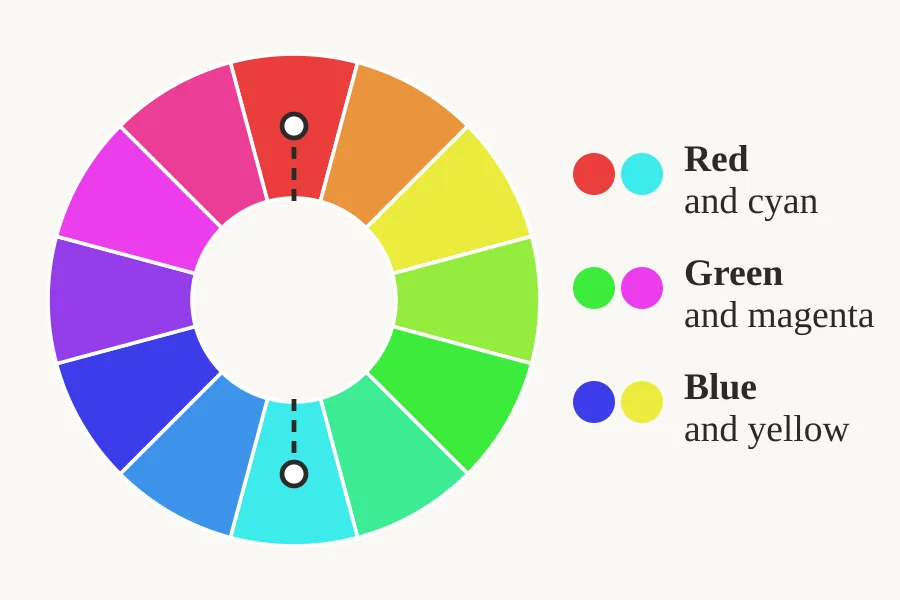 Red
and cyan
Green
and magenta
Blue
and yellow